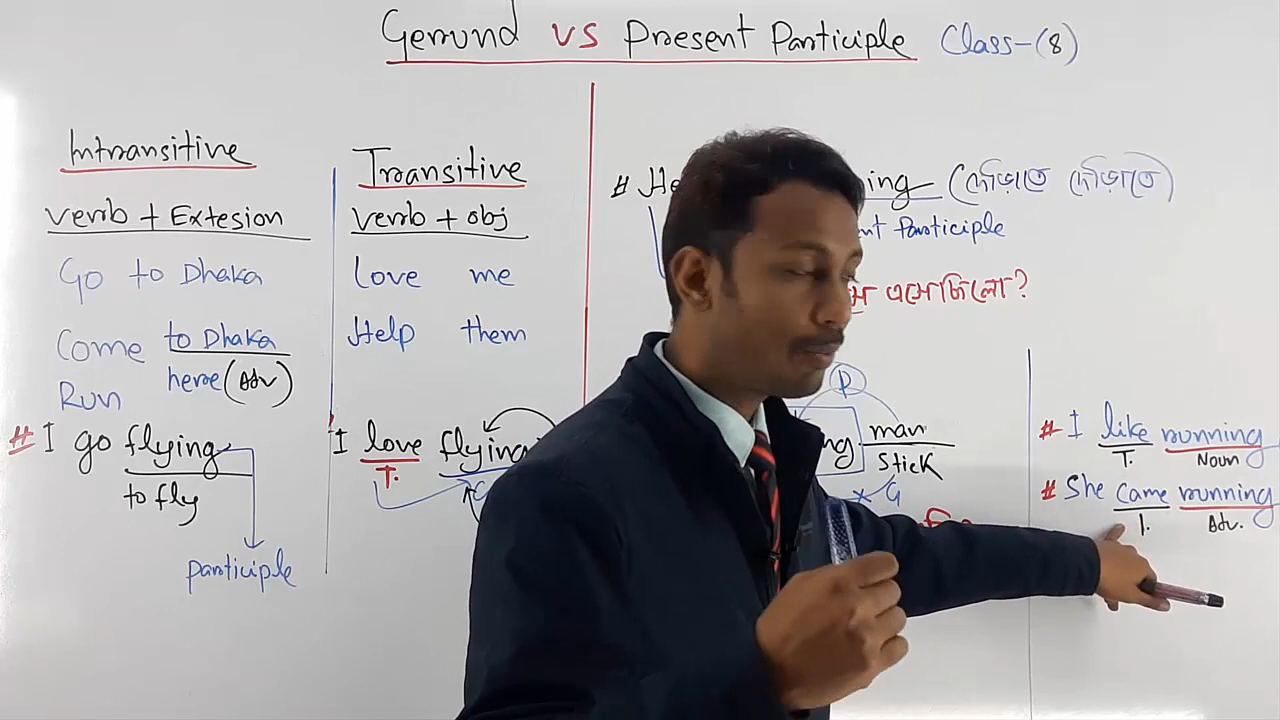 Gerund vs Present Participle Class-(8)
Intransitive
verb + Extesion
Go to Dhaka
Come to Dhaka
here (Adv)
Run
# I go flying
to fly
participle
Transitive
verb + obj
Love me
Help them
I love flying
T.
G
# He ning (দৌড়াতে দৌড়াতে)
nt Participle
এসেছিলো?
P
ng man
Stick
× G
# I like running
T. Noun
# She came running
I. Adv.